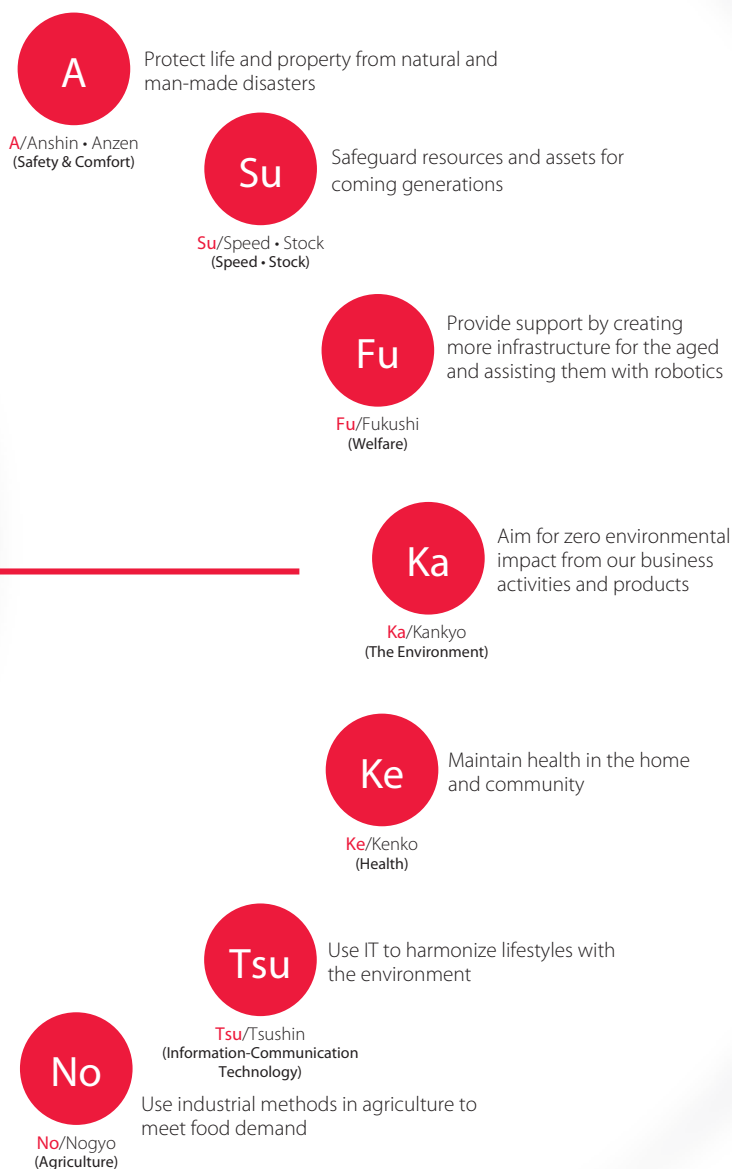 A
Protect life and property from natural and
man-made disasters
A/Anshin • Anzen
(Safety & Comfort)
Su
Safeguard resources and assets for
coming generations
Su/Speed • Stock
(Speed • Stock)
Fu
Provide support by creating
more infrastructure for the aged
and assisting them with robotics
Fu/Fukushi
(Welfare)
Ka
Aim for zero environmental
impact from our business
activities and products
Ka/Kankyo
(The Environment)
Ke
Maintain health in the home
and community
Ke/Kenko
(Health)
Tsu
Use IT to harmonize lifestyles with
the environment
Tsu/Tsushin
(Information-Communication
Technology)
No
Use industrial methods in agriculture to
meet food demand
No/Nogyo
(Agriculture)